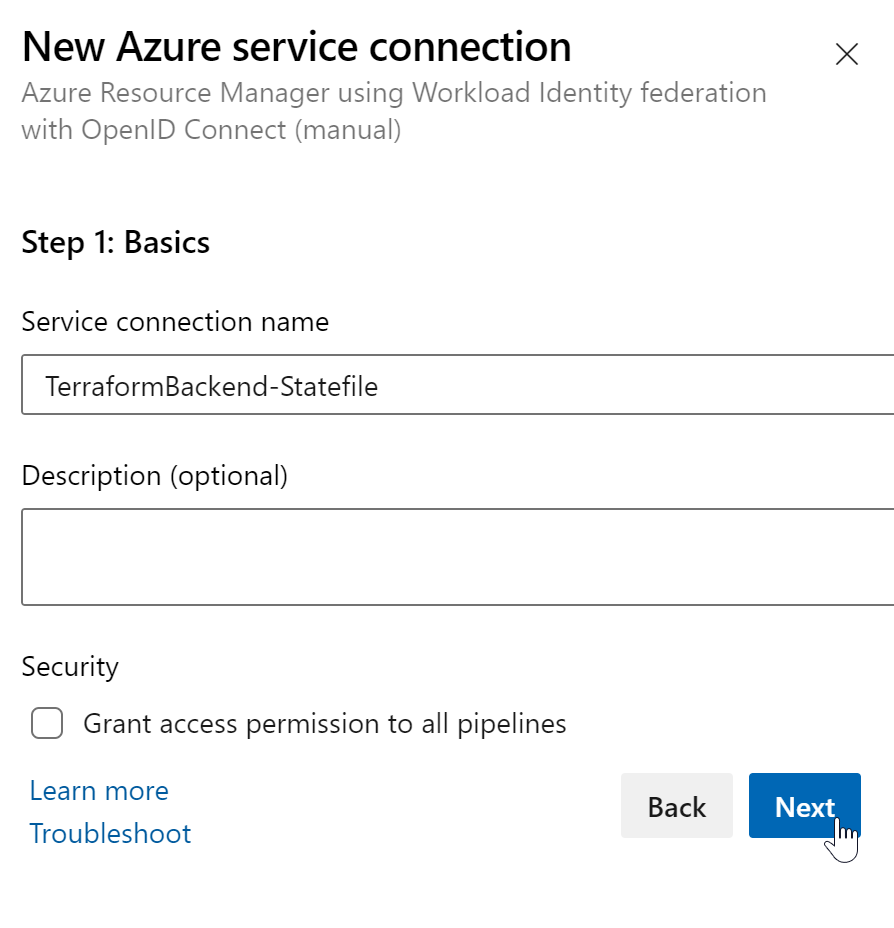 New Azure service connection
Azure Resource Manager using Workload Identity federation
with OpenID Connect (manual)
Step 1: Basics
Service connection name
TerraformBackend-Statefile
Description (optional)
Security
Grant access permission to all pipelines
Learn more
Troubleshoot
Back
Next